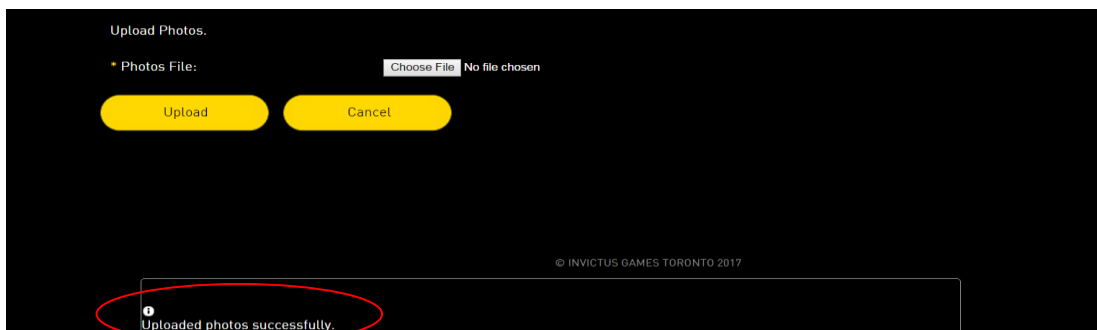 Upload Photos.
* Photos File: Choose File No file chosen
Upload Cancel
© INVICTUS GAMES TORONTO 2017
Uploaded photos successfully.